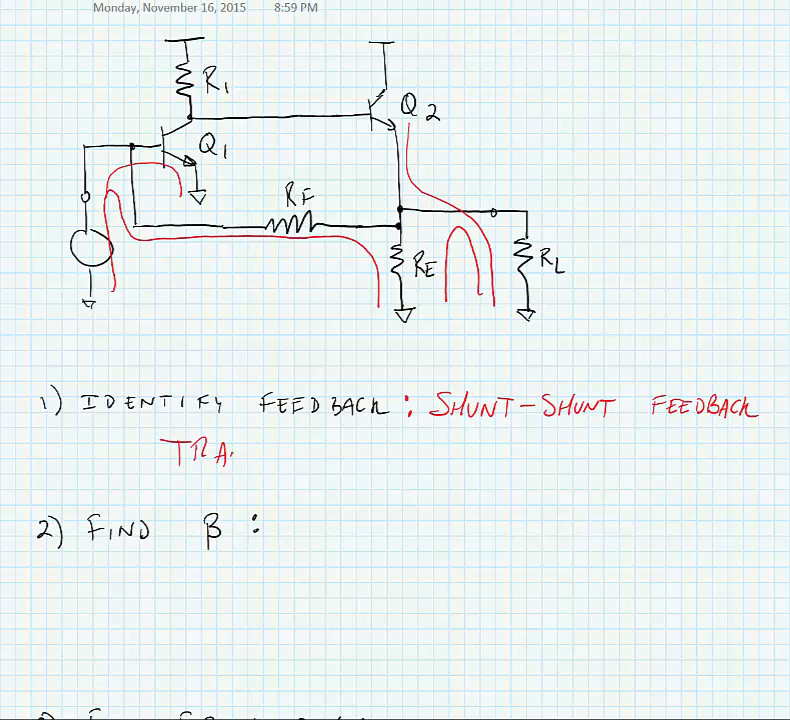 Monday, November 16, 2015 8:59 PM
R1
Q1
Q2
RF
RE
RL
1) IDENTIFY FEEDBACK: SHUNT-SHUNT FEEDBACK
TRA.
2) FIND β: